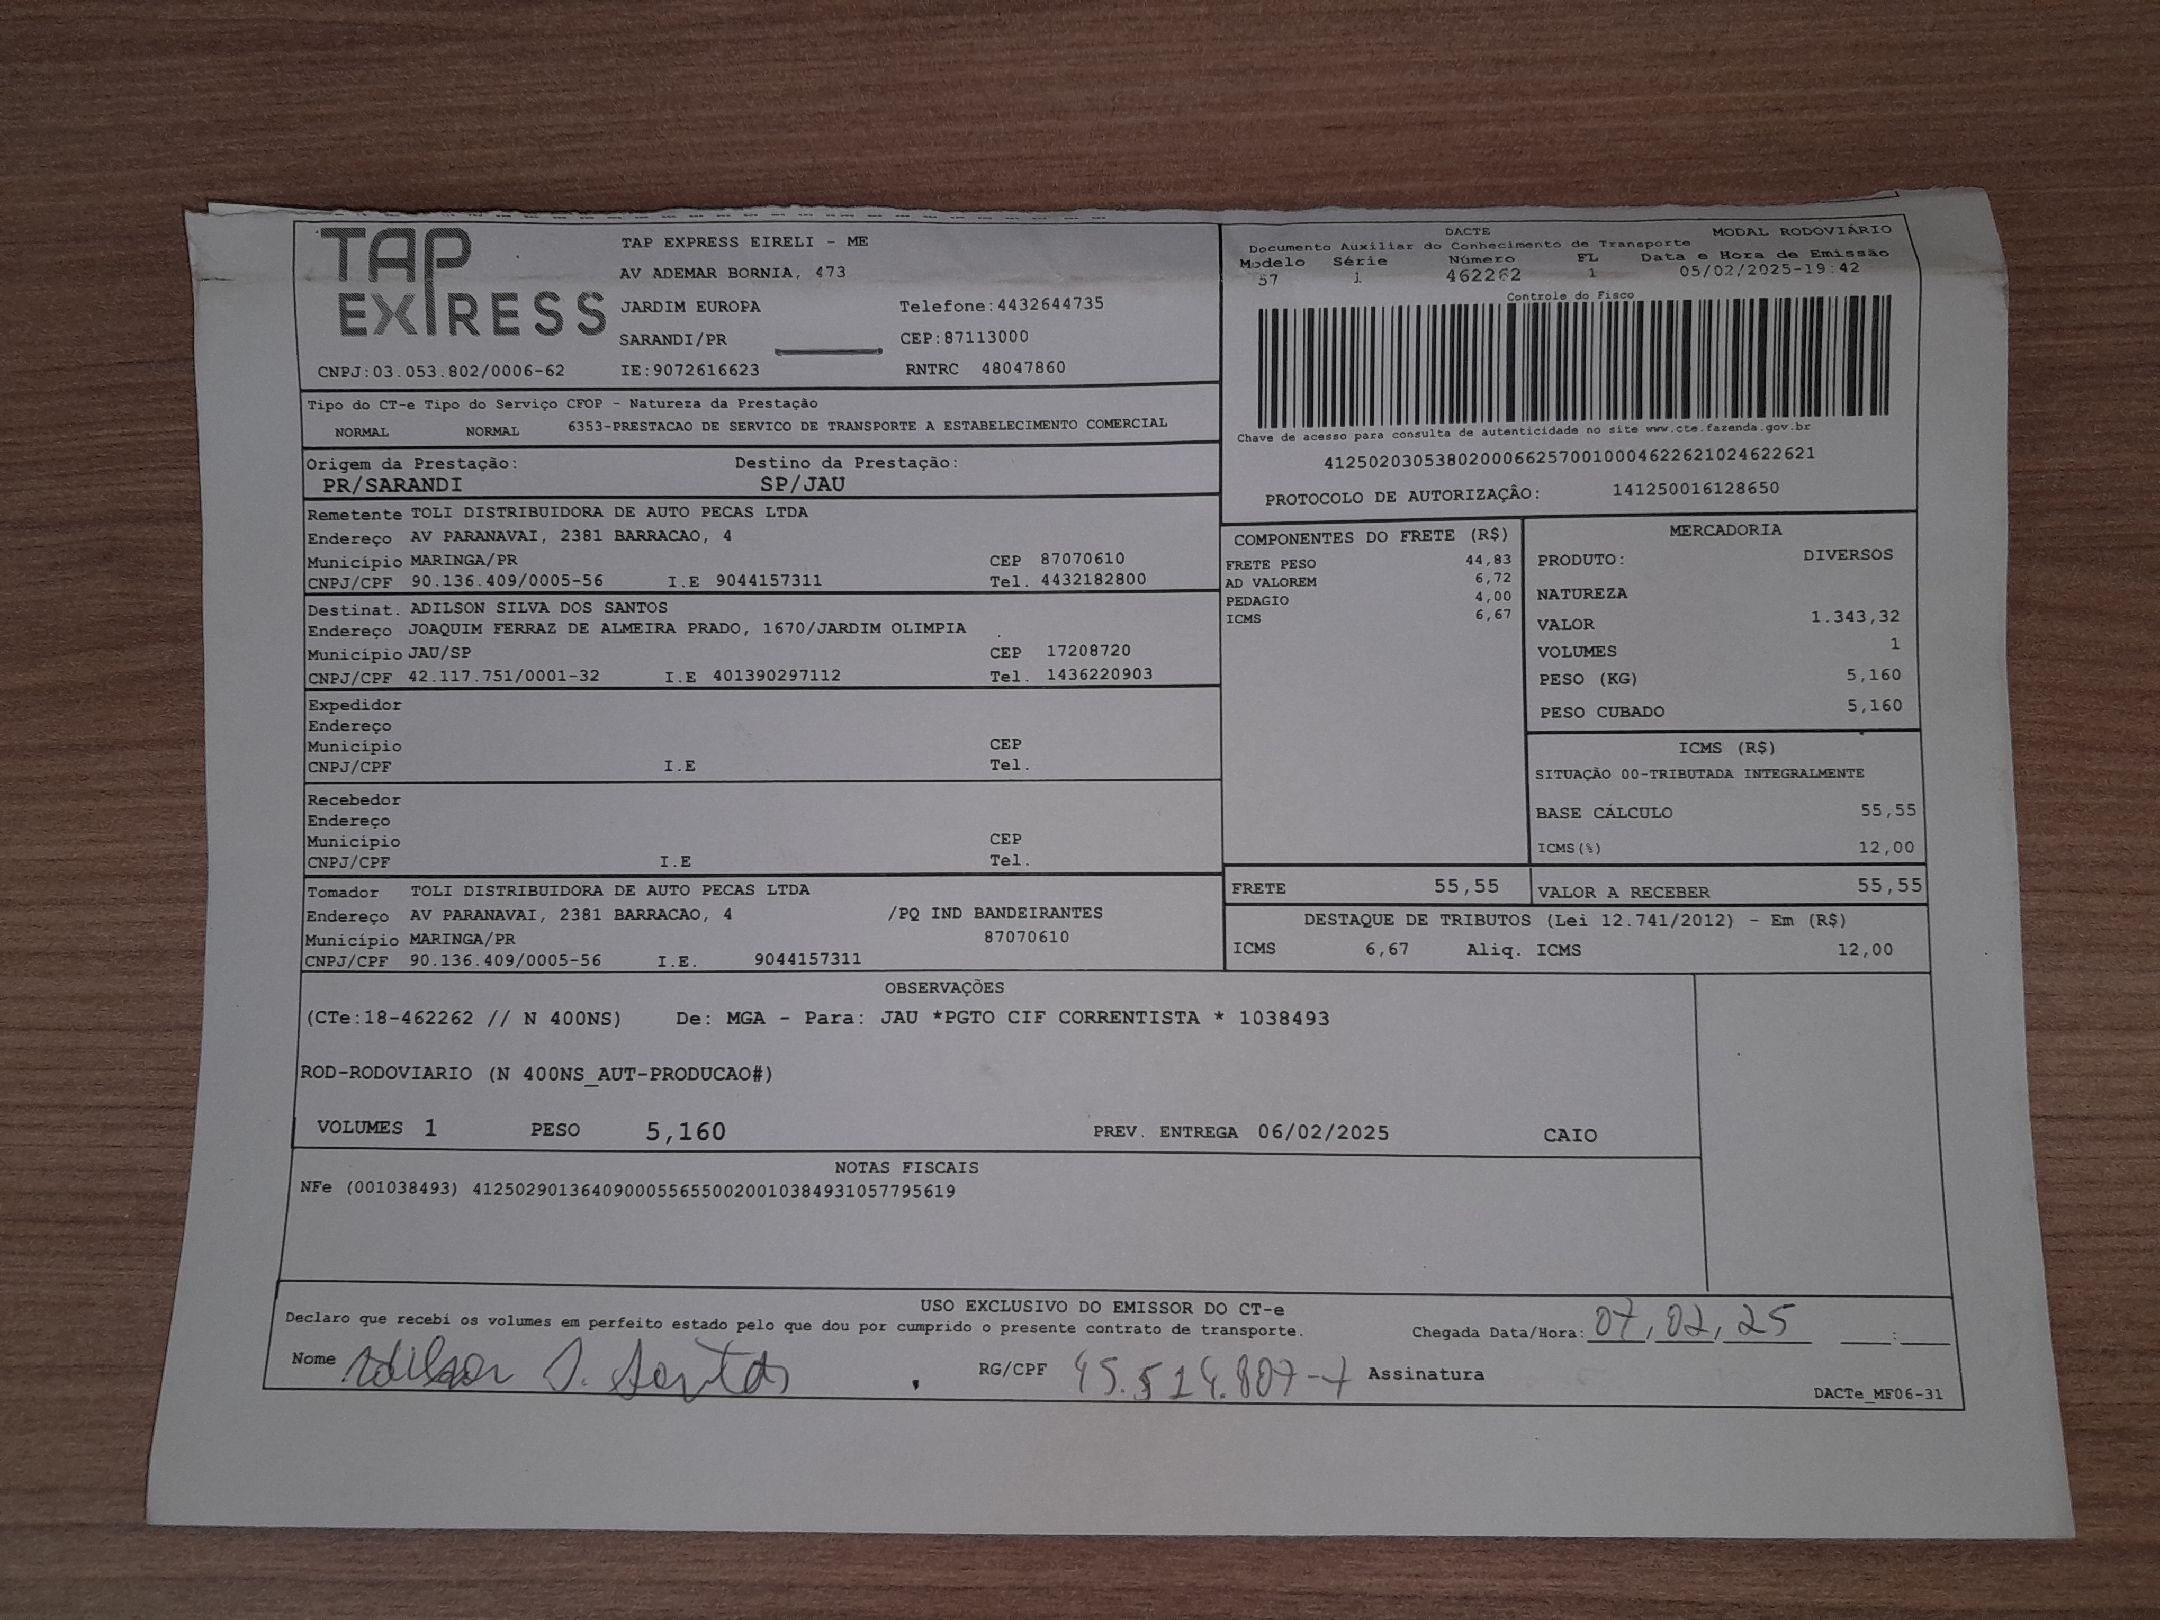 TAP EXPRESS
TAP EXPRESS EIRELI - ME
AV ADEMAR BORNIA, 473
JARDIM EUROPA Telefone:4432644735
SARANDI/PR CEP:87113000
CNPJ:03.053.802/0006-62 IE:9072616623 RNTRC 48047860
DACTE MODAL RODOVIÁRIO
Documento Auxiliar do Conhecimento de Transporte
Modelo Série Número FL Data e Hora de Emissão
57 1 462262 1 05/02/2025-19:42
Controle do Fisco
Chave de acesso para consulta de autenticidade no site www.cte.fazenda.gov.br
41250203053802000662570010004622621024622621
PROTOCOLO DE AUTORIZAÇÃO: 141250016128650
Tipo do CT-e Tipo do Serviço CFOP - Natureza da Prestação
NORMAL NORMAL 6353-PRESTACAO DE SERVICO DE TRANSPORTE A ESTABELECIMENTO COMERCIAL
Origem da Prestação: Destino da Prestação:
PR/SARANDI SP/JAU
Remetente TOLI DISTRIBUIDORA DE AUTO PECAS LTDA
Endereço AV PARANAVAI, 2381 BARRACAO, 4
Município MARINGA/PR CEP 87070610
CNPJ/CPF 90.136.409/0005-56 I.E 9044157311 Tel. 4432182800
Destinat. ADILSON SILVA DOS SANTOS
Endereço JOAQUIM FERRAZ DE ALMEIRA PRADO, 1670/JARDIM OLIMPIA
Município JAU/SP CEP 17208720
CNPJ/CPF 42.117.751/0001-32 I.E 401390297112 Tel. 1436220903
Expedidor
Endereço
Município CEP
CNPJ/CPF I.E Tel.
Recebedor
Endereço
Município CEP
CNPJ/CPF I.E Tel.
Tomador TOLI DISTRIBUIDORA DE AUTO PECAS LTDA
Endereço AV PARANAVAI, 2381 BARRACAO, 4 /PQ IND BANDEIRANTES
Município MARINGA/PR 87070610
CNPJ/CPF 90.136.409/0005-56 I.E. 9044157311
COMPONENTES DO FRETE (R$)
FRETE PESO 44,83
AD VALOREM 6,72
PEDAGIO 4,00
ICMS 6,67
MERCADORIA
PRODUTO: DIVERSOS
NATUREZA
VALOR 1.343,32
VOLUMES 1
PESO (KG) 5,160
PESO CUBADO 5,160
ICMS (R$)
SITUAÇÃO 00-TRIBUTADA INTEGRALMENTE
BASE CÁLCULO 55,55
ICMS(%) 12,00
FRETE 55,55 VALOR A RECEBER 55,55
DESTAQUE DE TRIBUTOS (Lei 12.741/2012) - Em (R$)
ICMS 6,67 Aliq. ICMS 12,00
OBSERVAÇÕES
(CTe:18-462262 // N 400NS) De: MGA - Para: JAU *PGTO CIF CORRENTISTA * 1038493
ROD-RODOVIARIO (N 400NS_AUT-PRODUCAO#)
VOLUMES 1 PESO 5,160 PREV. ENTREGA 06/02/2025 CAIO
NOTAS FISCAIS
NFe (001038493) 41250290136409000556550020010384931057795619
USO EXCLUSIVO DO EMISSOR DO CT-e
Declaro que recebi os volumes em perfeito estado pelo que dou por cumprido o presente contrato de transporte. Chegada Data/Hora: 07,02,25 :
Nome Adilson S. Santos RG/CPF 45.514.807-7 Assinatura
DACTe_MF06-31